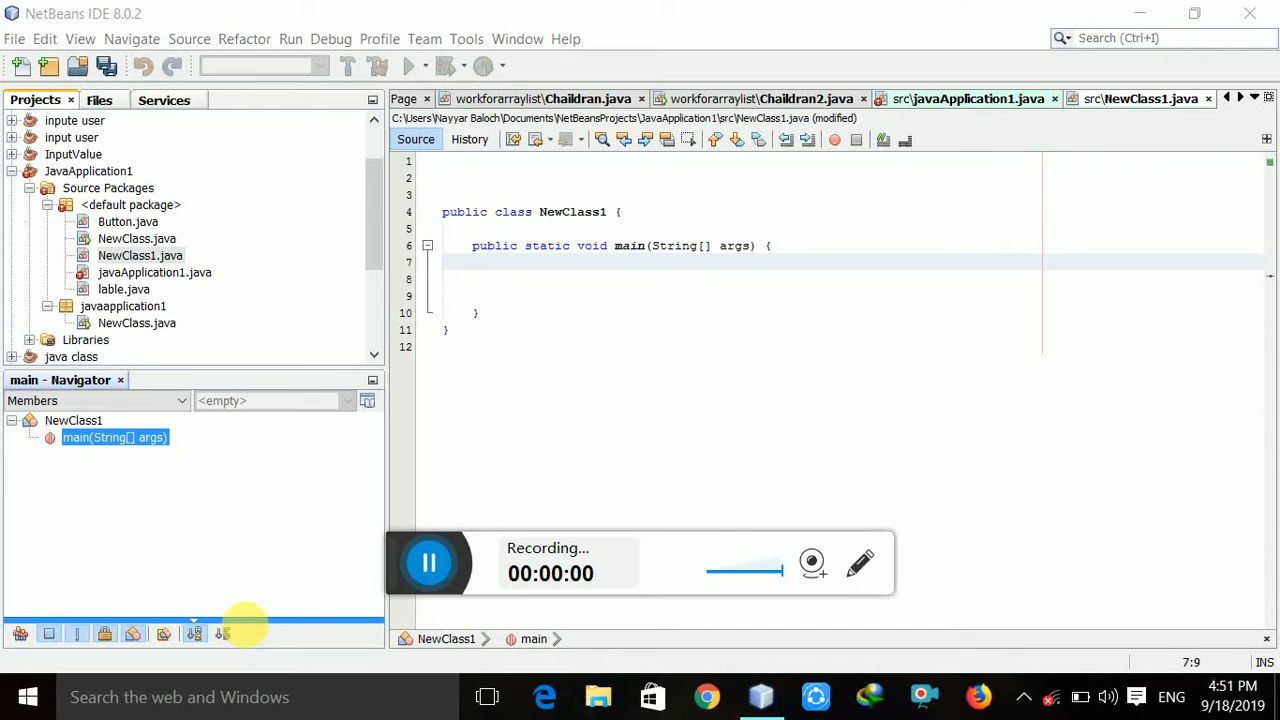 NetBeans IDE 8.0.2
File Edit View Navigate Source Refactor Run Debug Profile Team Tools Window Help
Search (Ctrl+I)
Projects × Files Services
Page × workforarraylist\Chaildran.java × workforarraylist\Chaildran2.java × src\javaApplication1.java × src\NewClass1.java ×
C:\Users\Nayyar Baloch\Documents\NetBeansProjects\JavaApplication1\src\NewClass1.java (modified)
Source History
inpute user
input user
InputValue
JavaApplication1
Source Packages
<default package>
Button.java
NewClass.java
NewClass1.java
javaApplication1.java
lable.java
javaapplication1
NewClass.java
Libraries
java class
1
2
3
4 public class NewClass1 {
5
6 public static void main(String[] args) {
7
8
9
10 }
11 }
12
main - Navigator ×
Members <empty>
NewClass1
main(String[] args)
Recording...
00:00:00
NewClass1 main
7:9 INS
Search the web and Windows
ENG
4:51 PM
9/18/2019